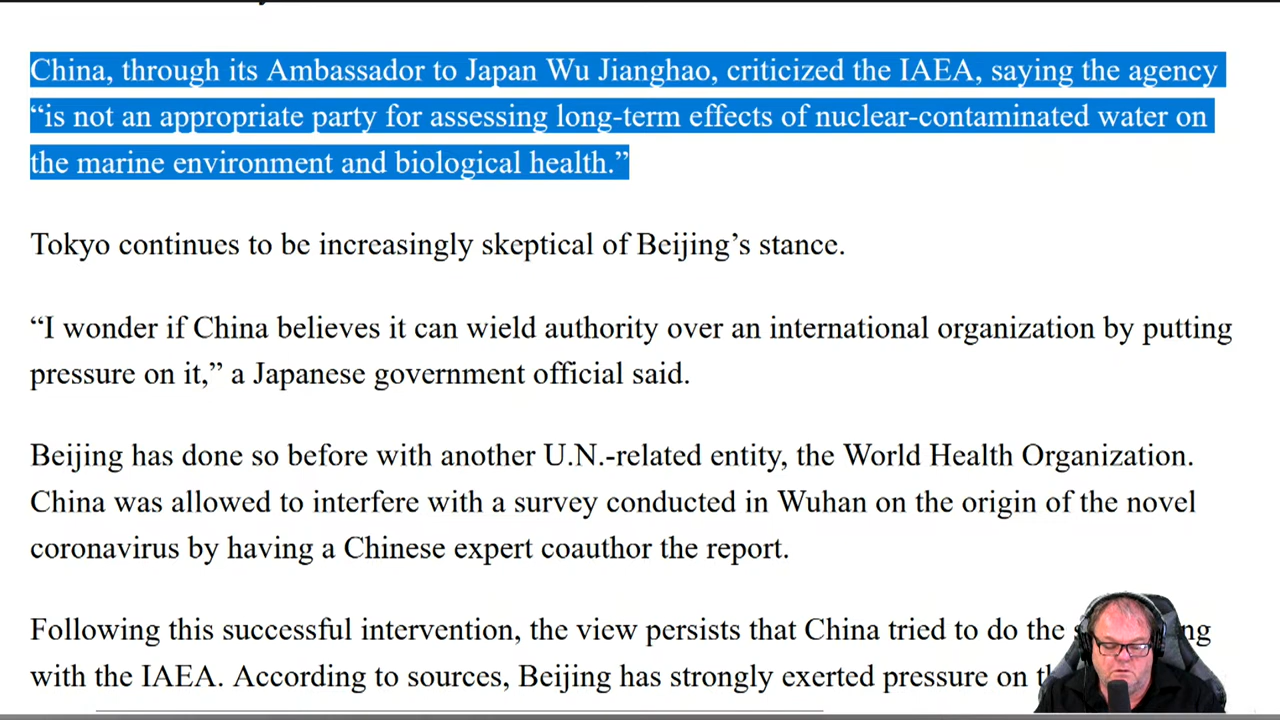 China, through its Ambassador to Japan Wu Jianghao, criticized the IAEA, saying the agency
“is not an appropriate party for assessing long-term effects of nuclear-contaminated water on
the marine environment and biological health.”
Tokyo continues to be increasingly skeptical of Beijing’s stance.
“I wonder if China believes it can wield authority over an international organization by putting
pressure on it,” a Japanese government official said.
Beijing has done so before with another U.N.-related entity, the World Health Organization.
China was allowed to interfere with a survey conducted in Wuhan on the origin of the novel
coronavirus by having a Chinese expert coauthor the report.
Following this successful intervention, the view persists that China tried to do the
with the IAEA. According to sources, Beijing has strongly exerted pressure on